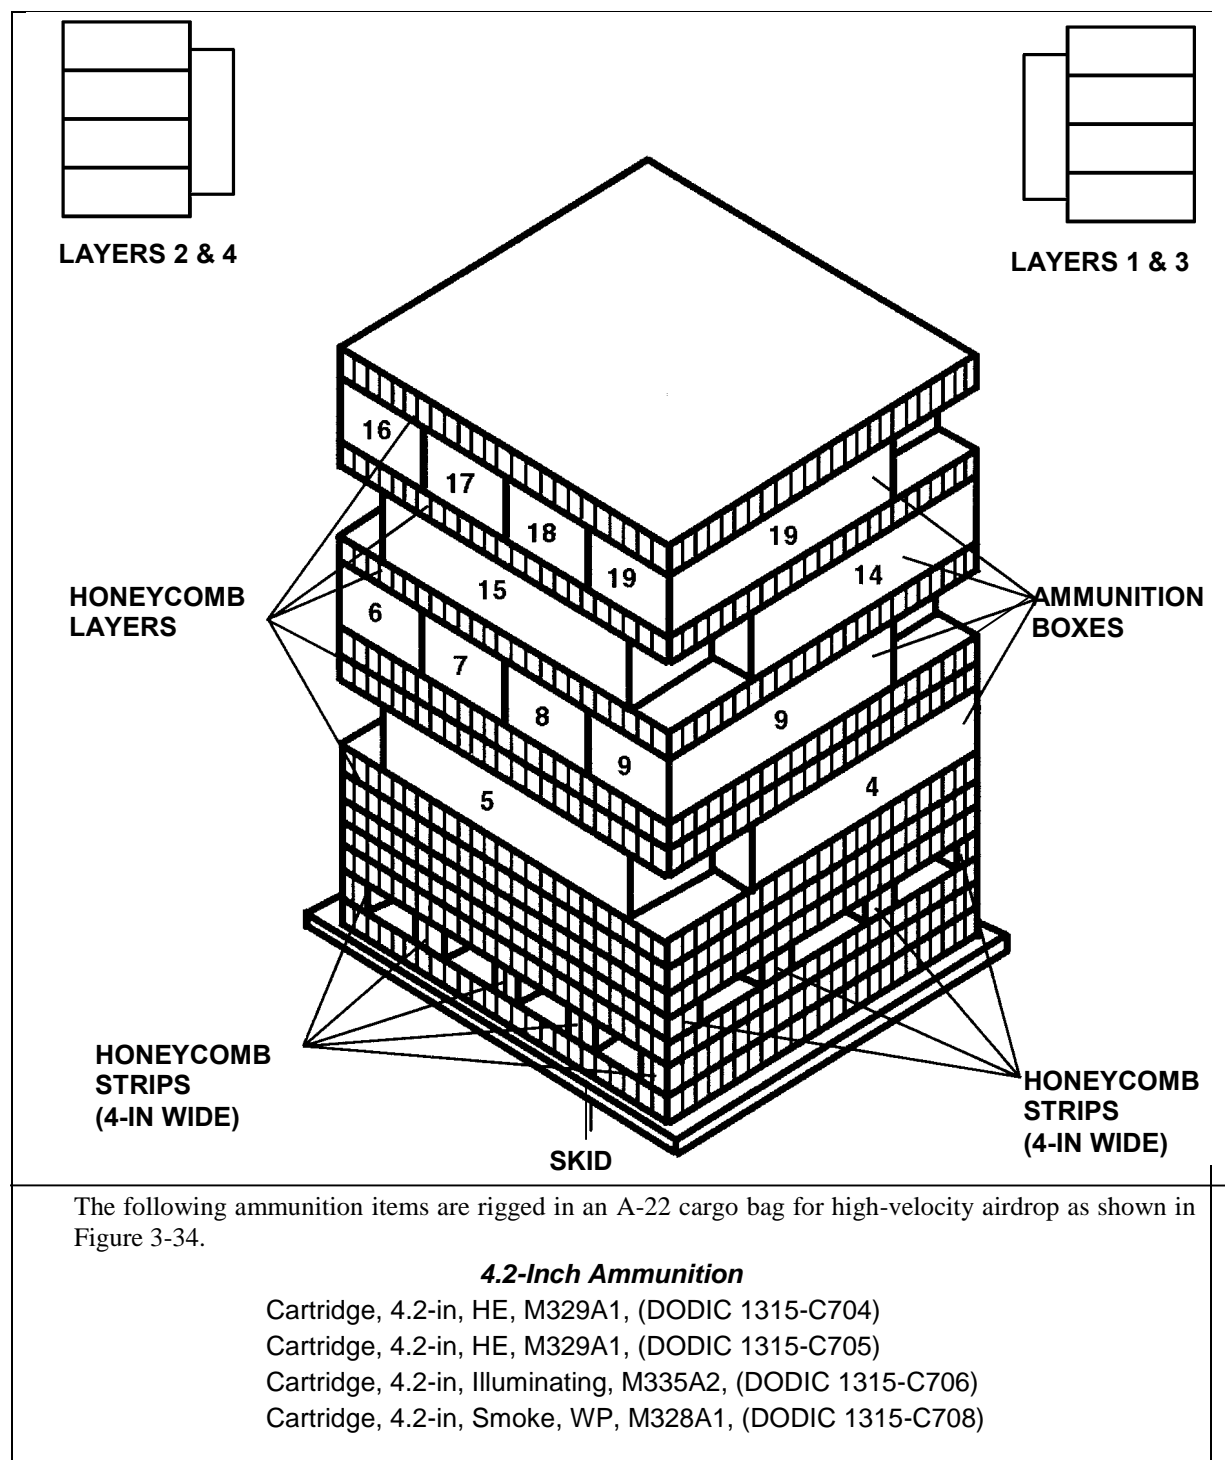 LAYERS 2 & 4
LAYERS 1 & 3
16
17
18
19
19
15
14
6
7
8
9
9
5
4
HONEYCOMB
LAYERS
AMMUNITION
BOXES
HONEYCOMB
STRIPS
(4-IN WIDE)
HONEYCOMB
STRIPS
(4-IN WIDE)
SKID
The following ammunition items are rigged in an A-22 cargo bag for high-velocity airdrop as shown in
Figure 3-34.
4.2-Inch Ammunition
Cartridge, 4.2-in, HE, M329A1, (DODIC 1315-C704)
Cartridge, 4.2-in, HE, M329A1, (DODIC 1315-C705)
Cartridge, 4.2-in, Illuminating, M335A2, (DODIC 1315-C706)
Cartridge, 4.2-in, Smoke, WP, M328A1, (DODIC 1315-C708)